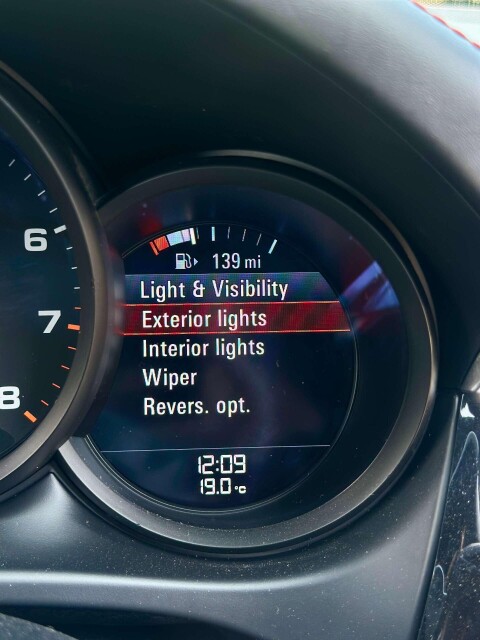 6
7
8
139 mi
Light & Visibility
Exterior lights
Interior lights
Wiper
Revers. opt.
12:09
19.0°C